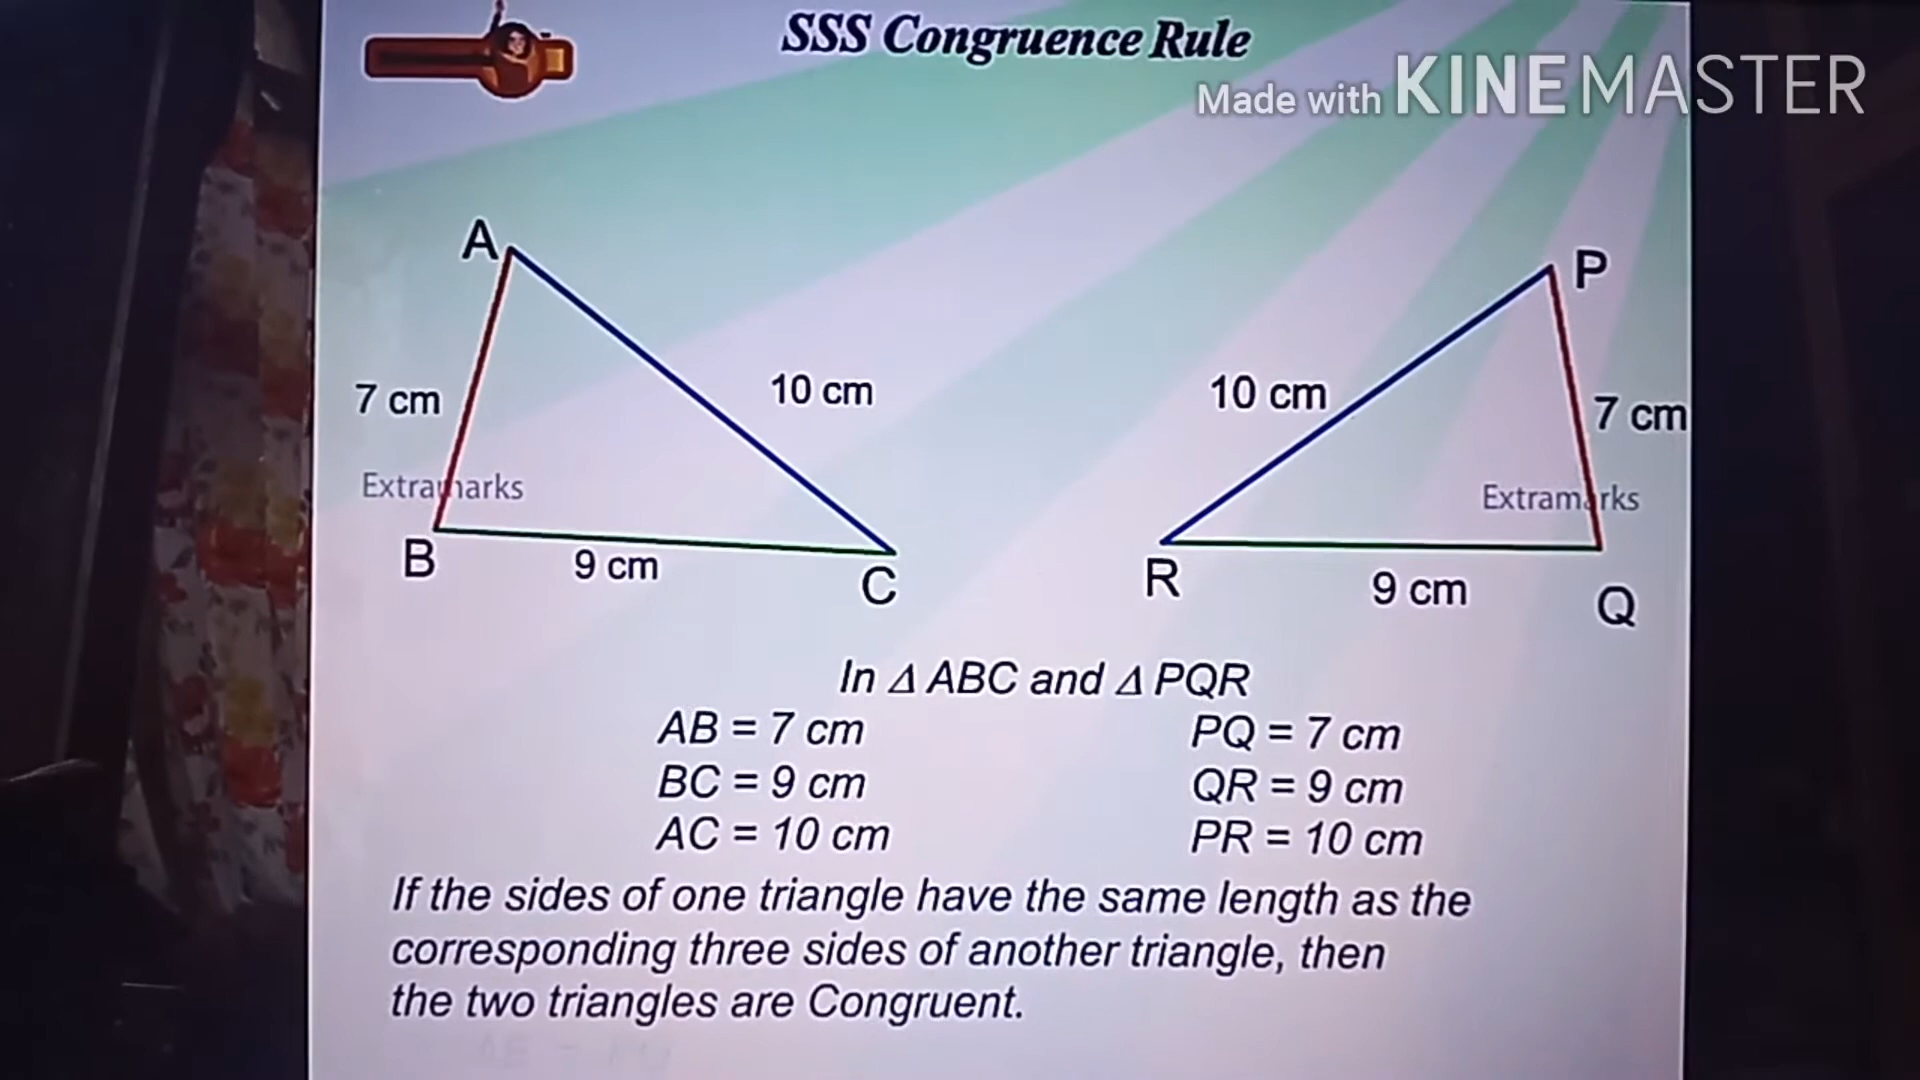 SSS Congruence Rule
Made with KINEMASTER
A
P
7 cm
10 cm
10 cm
7 cm
Extramarks
Extramarks
B
9 cm
C
R
9 cm
Q
In Δ ABC and Δ PQR
AB = 7 cm
PQ = 7 cm
BC = 9 cm
QR = 9 cm
AC = 10 cm
PR = 10 cm
If the sides of one triangle have the same length as the
corresponding three sides of another triangle, then
the two triangles are Congruent.